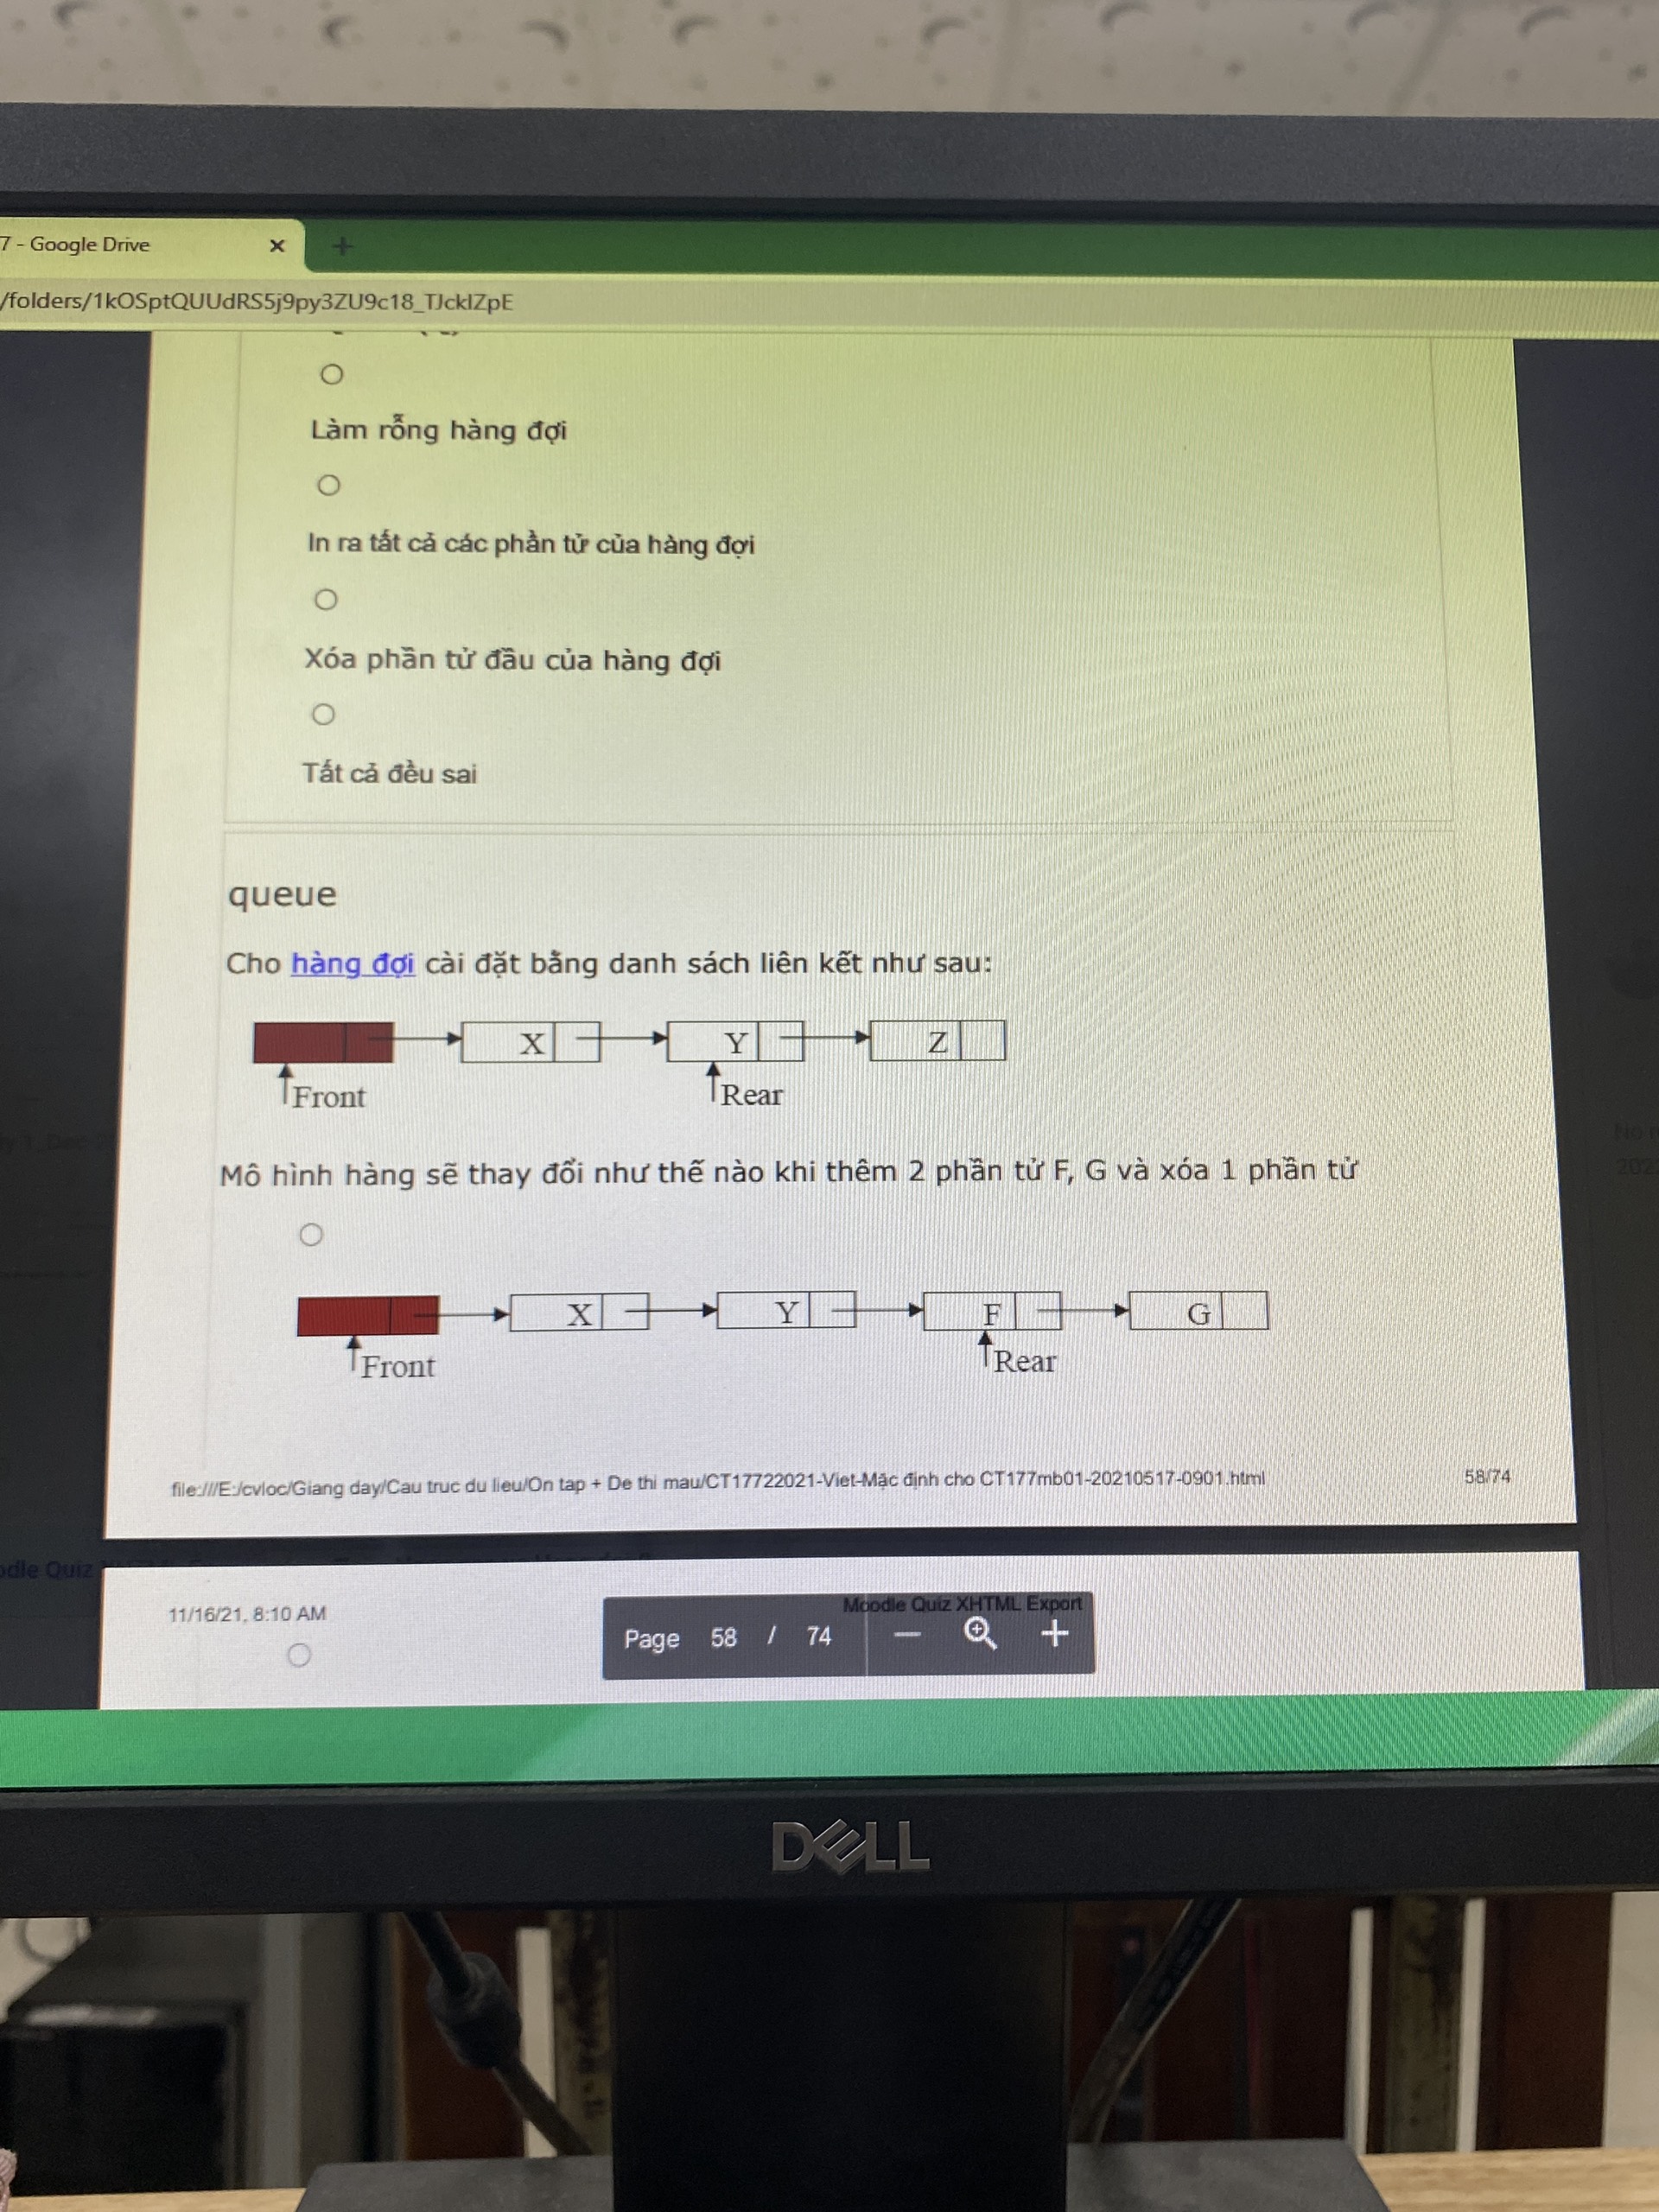 7 - Google Drive
/folders/1kOSptQUUdRS5j9py3ZU9c18_TJcklZpE
Làm rỗng hàng đợi
In ra tất cả các phần tử của hàng đợi
Xóa phần tử đầu của hàng đợi
Tất cả đều sai
queue
Cho hàng đợi cài đặt bằng danh sách liên kết như sau:
X Y Z
Front Rear
Mô hình hàng sẽ thay đổi như thế nào khi thêm 2 phần tử F, G và xóa 1 phần tử
X Y F G
Front Rear
file:///E:/cvloc/Giang day/Cau truc du lieu/On tap + De thi mau/CT17722021-Viet-Mặc định cho CT177mb01-20210517-0901.html 58/74
odle Quiz
11/16/21, 8:10 AM Moodle Quiz XHTML Export
Page 58 / 74
DELL